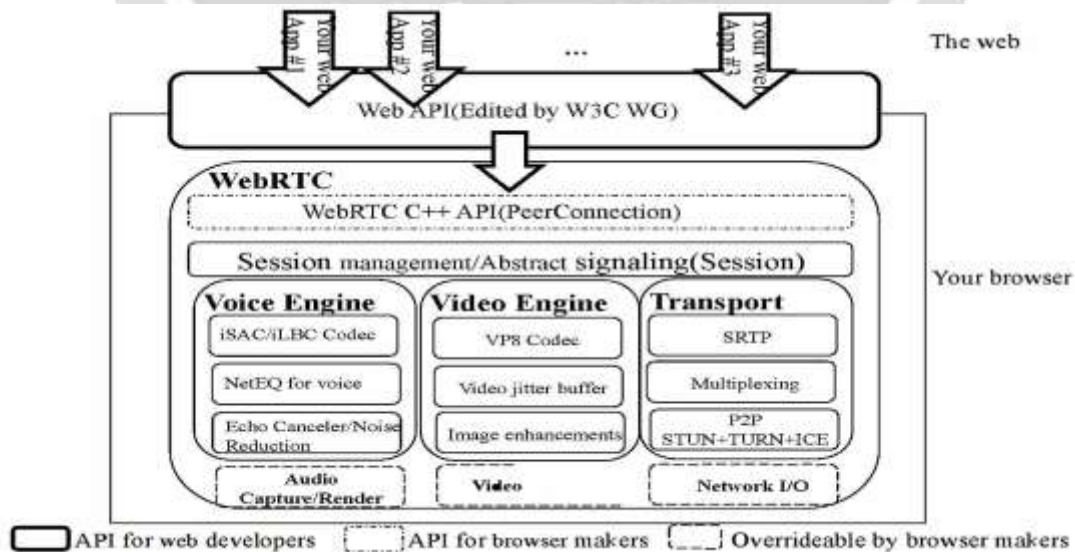 Your web
App #1
Your web
App #2
...
Your web
App #3
The web
Web API(Edited by W3C WG)
WebRTC
WebRTC C++ API(PeerConnection)
Session management/Abstract signaling(Session)
Your browser
Voice Engine
iSAC/iLBC Codec
NetEQ for voice
Echo Canceler/Noise
Reduction
Video Engine
VP8 Codec
Video jitter buffer
Image enhancements
Transport
SRTP
Multiplexing
P2P
STUN+TURN+ICE
Audio
Capture/Render
Video
Network I/O
API for web developers
API for browser makers
Overrideable by browser makers